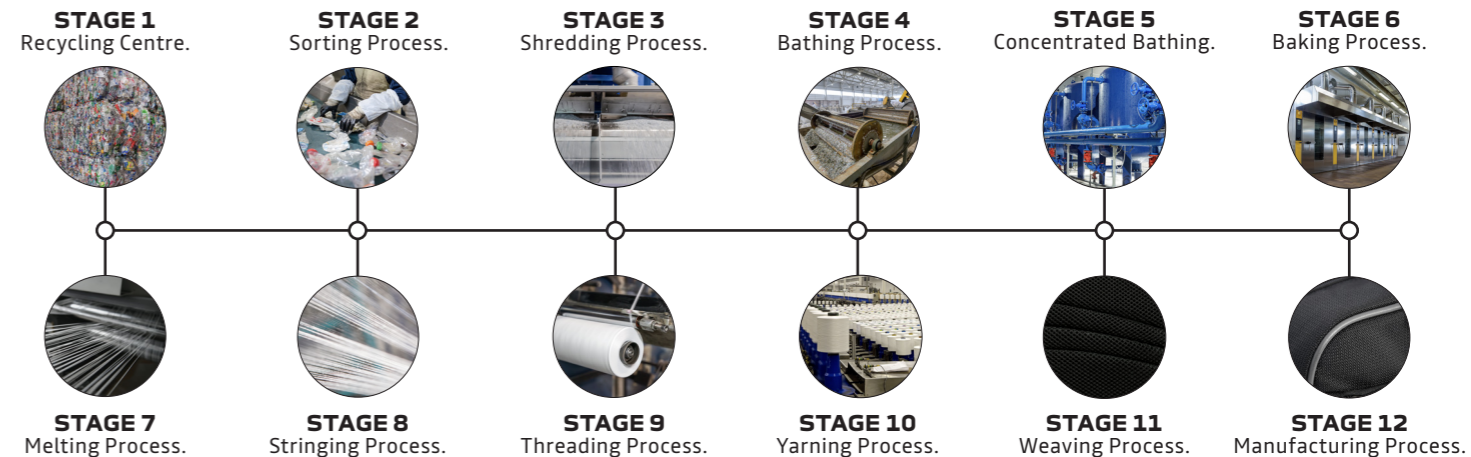 STAGE 1
Recycling Centre.
STAGE 2
Sorting Process.
STAGE 3
Shredding Process.
STAGE 4
Bathing Process.
STAGE 5
Concentrated Bathing.
STAGE 6
Baking Process.
STAGE 7
Melting Process.
STAGE 8
Stringing Process.
STAGE 9
Threading Process.
STAGE 10
Yarning Process.
STAGE 11
Weaving Process.
STAGE 12
Manufacturing Process.